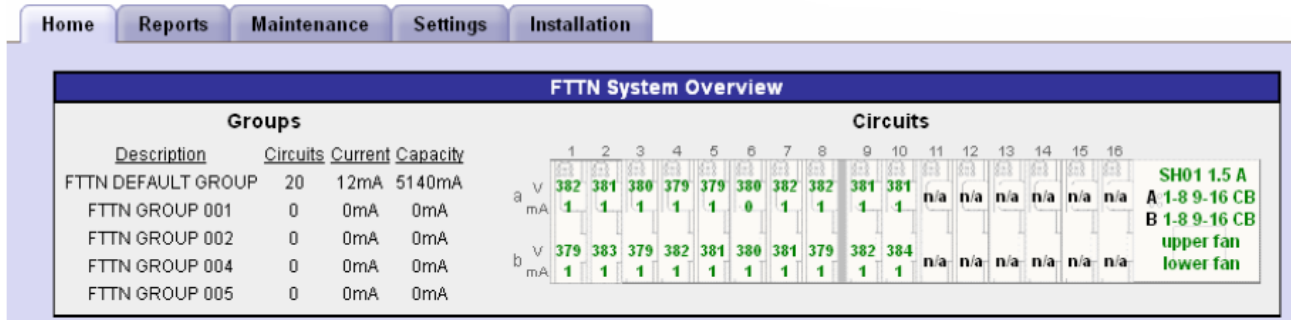 Home Reports Maintenance Settings Installation
FTTN System Overview
Groups
Description Circuits Current Capacity
FTTN DEFAULT GROUP 20 12mA 5140mA
FTTN GROUP 001 0 0mA 0mA
FTTN GROUP 002 0 0mA 0mA
FTTN GROUP 004 0 0mA 0mA
FTTN GROUP 005 0 0mA 0mA
Circuits
1 2 3 4 5 6 7 8 9 10 11 12 13 14 15 16
a V 382 381 380 379 379 380 382 382 381 381 n/a n/a n/a n/a n/a n/a
mA 1 1 1 1 1 0 1 1 1 1
b V 379 383 379 382 381 380 381 379 382 384 n/a n/a n/a n/a n/a n/a
mA 1 1 1 1 1 1 1 1 1 1
SH01 1.5 A
A 1-8 9-16 CB
B 1-8 9-16 CB
upper fan
lower fan